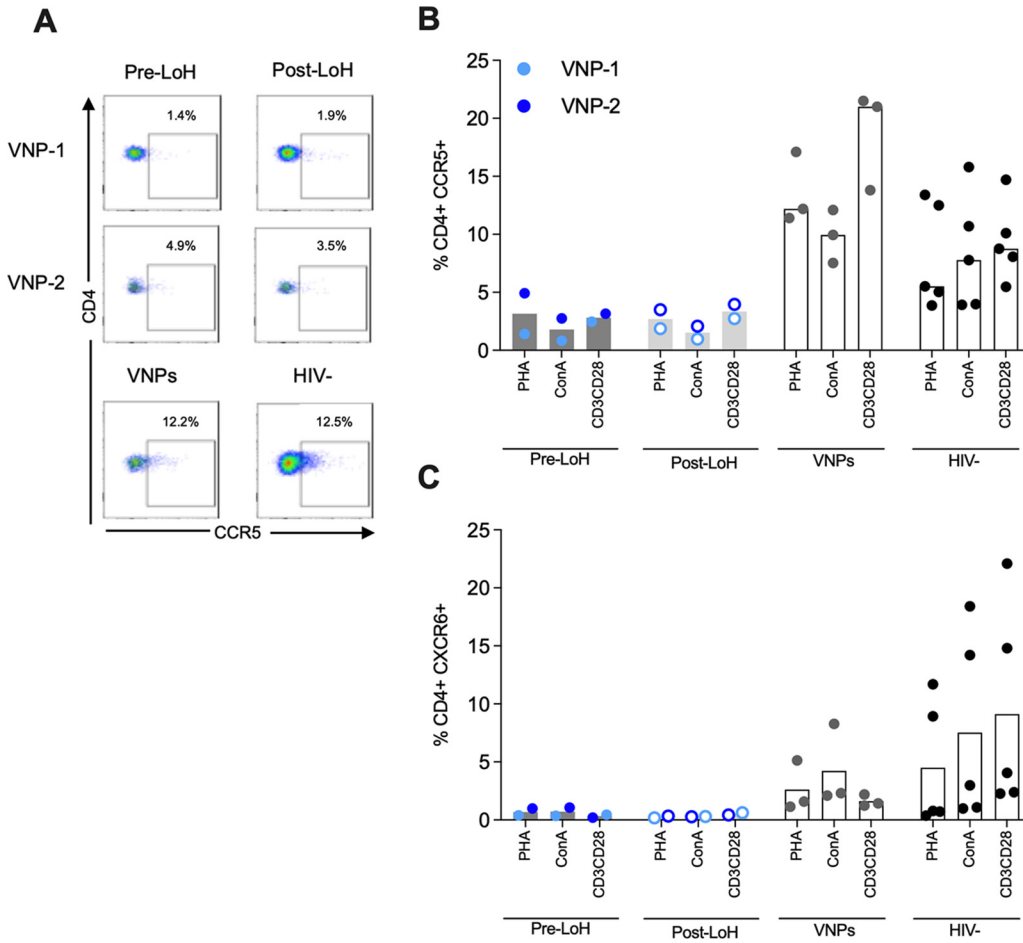 A
Pre-LoH Post-LoH
VNP-1
1.4% 1.9%
VNP-2
4.9% 3.5%
CD4
VNPs HIV-
12.2% 12.5%
CCR5
B
% CD4+ CCR5+
25
20
15
10
5
0
VNP-1
VNP-2
PHA ConA CD3CD28 PHA ConA CD3CD28 PHA ConA CD3CD28 PHA ConA CD3CD28
Pre-LoH Post-LoH VNPs HIV-
C
% CD4+ CXCR6+
25
20
15
10
5
0
PHA ConA CD3CD28 PHA ConA CD3CD28 PHA ConA CD3CD28 PHA ConA CD3CD28
Pre-LoH Post-LoH VNPs HIV-